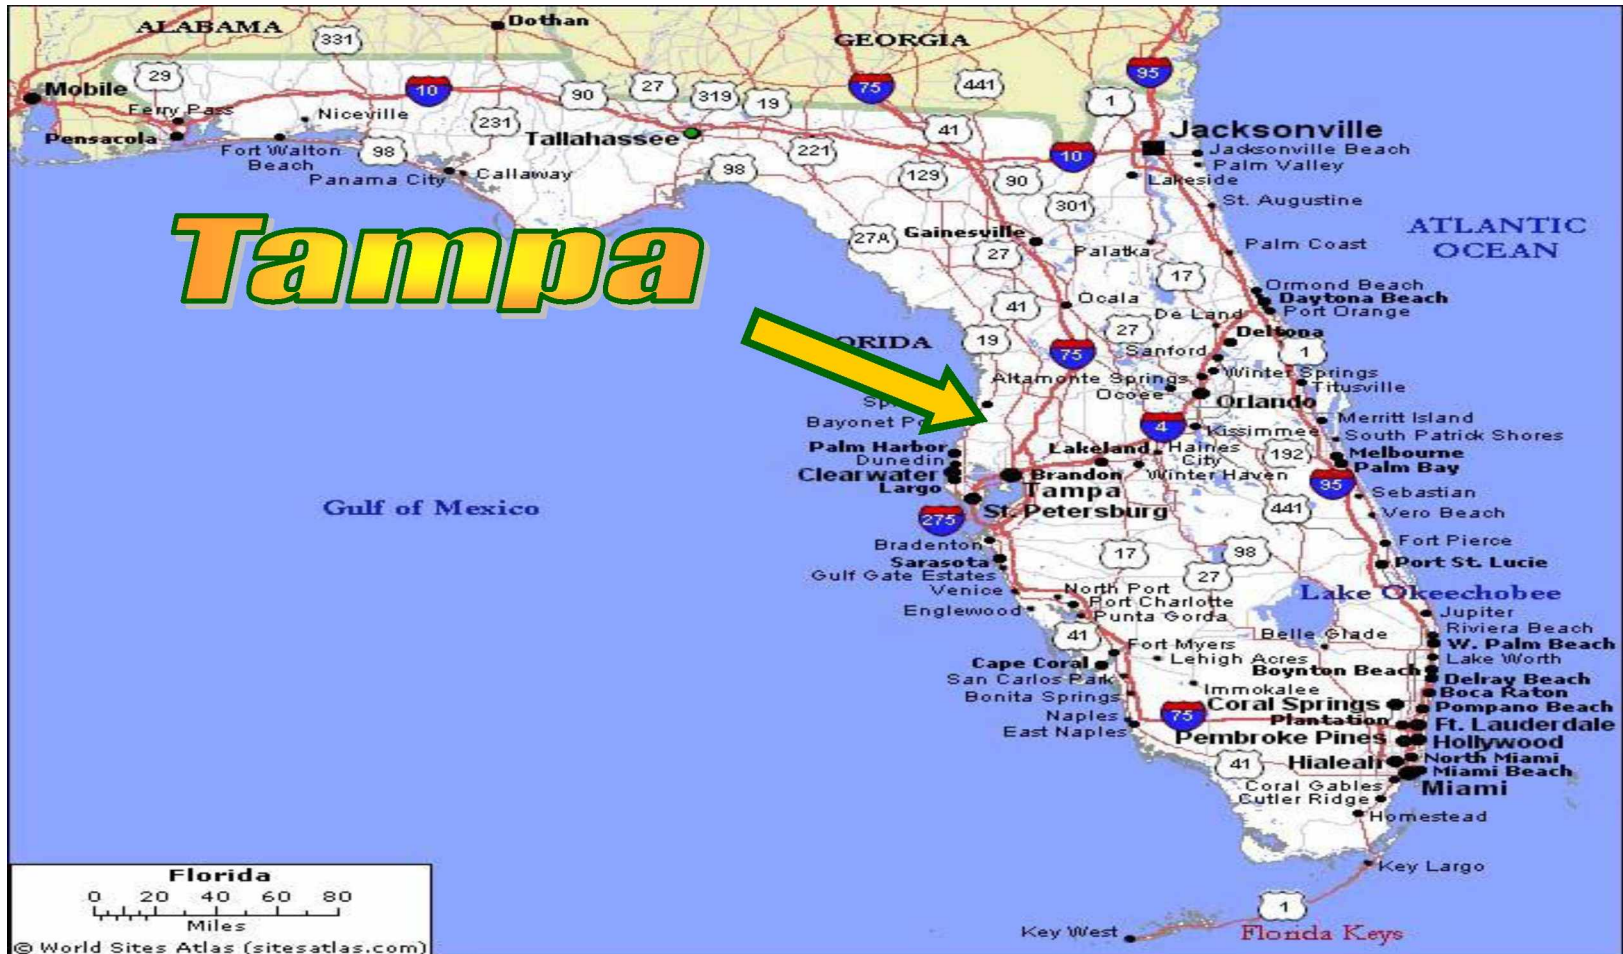 Dothan
ALABAMA
GEORGIA
331
95
29
10
90
27
319
19
75
441
1
Mobile
Ferry Pass
Niceville
231
Pensacola
Tallahassee
41
Jacksonville
Fort Walton
Beach
98
221
98
10
Jacksonville Beach
Palm Valley
Panama City
Callaway
129
90
Lakeside
301
St. Augustine
Tampa
27A
Gainesville
27
Palatka
Palm Coast
ATLANTIC
OCEAN
17
Ormond Beach
Daytona Beach
Port Orange
41
Ocala
De Land
27
Deltona
19
75
Sanford
1
Altamonte Springs
Winter Springs
Titusville
Ocoee
Orlando
Merritt Island
4
Kissimmee
South Patrick Shores
Palm Harbor
Dunedin
Clearwater
Largo
Lakeland
Haines
City
192
Melbourne
Palm Bay
Brandon
Winter Haven
Tampa
95
Sebastian
Gulf of Mexico
St. Petersburg
441
Vero Beach
275
Bradenton
17
98
Fort Pierce
Sarasota
Port St. Lucie
Gulf Gate Estates
27
Venice
North Port
Lake Okeechobee
Englewood
Port Charlotte
Punta Gorda
Jupiter
41
Belle Glade
Riviera Beach
Fort Myers
W. Palm Beach
Cape Coral
Lehigh Acres
Lake Worth
San Carlos Park
Boynton Beach
Delray Beach
Bonita Springs
Immokalee
Boca Raton
Naples
75
Coral Springs
Pompano Beach
East Naples
Plantation
Ft. Lauderdale
Pembroke Pines
Hollywood
41
Hialeah
North Miami
Miami Beach
Coral Gables
Miami
Cutler Ridge
Homestead
Key Largo
1
Key West
Florida Keys
Florida
0 20 40 60 80
Miles
© World Sites Atlas (sitesatlas.com)